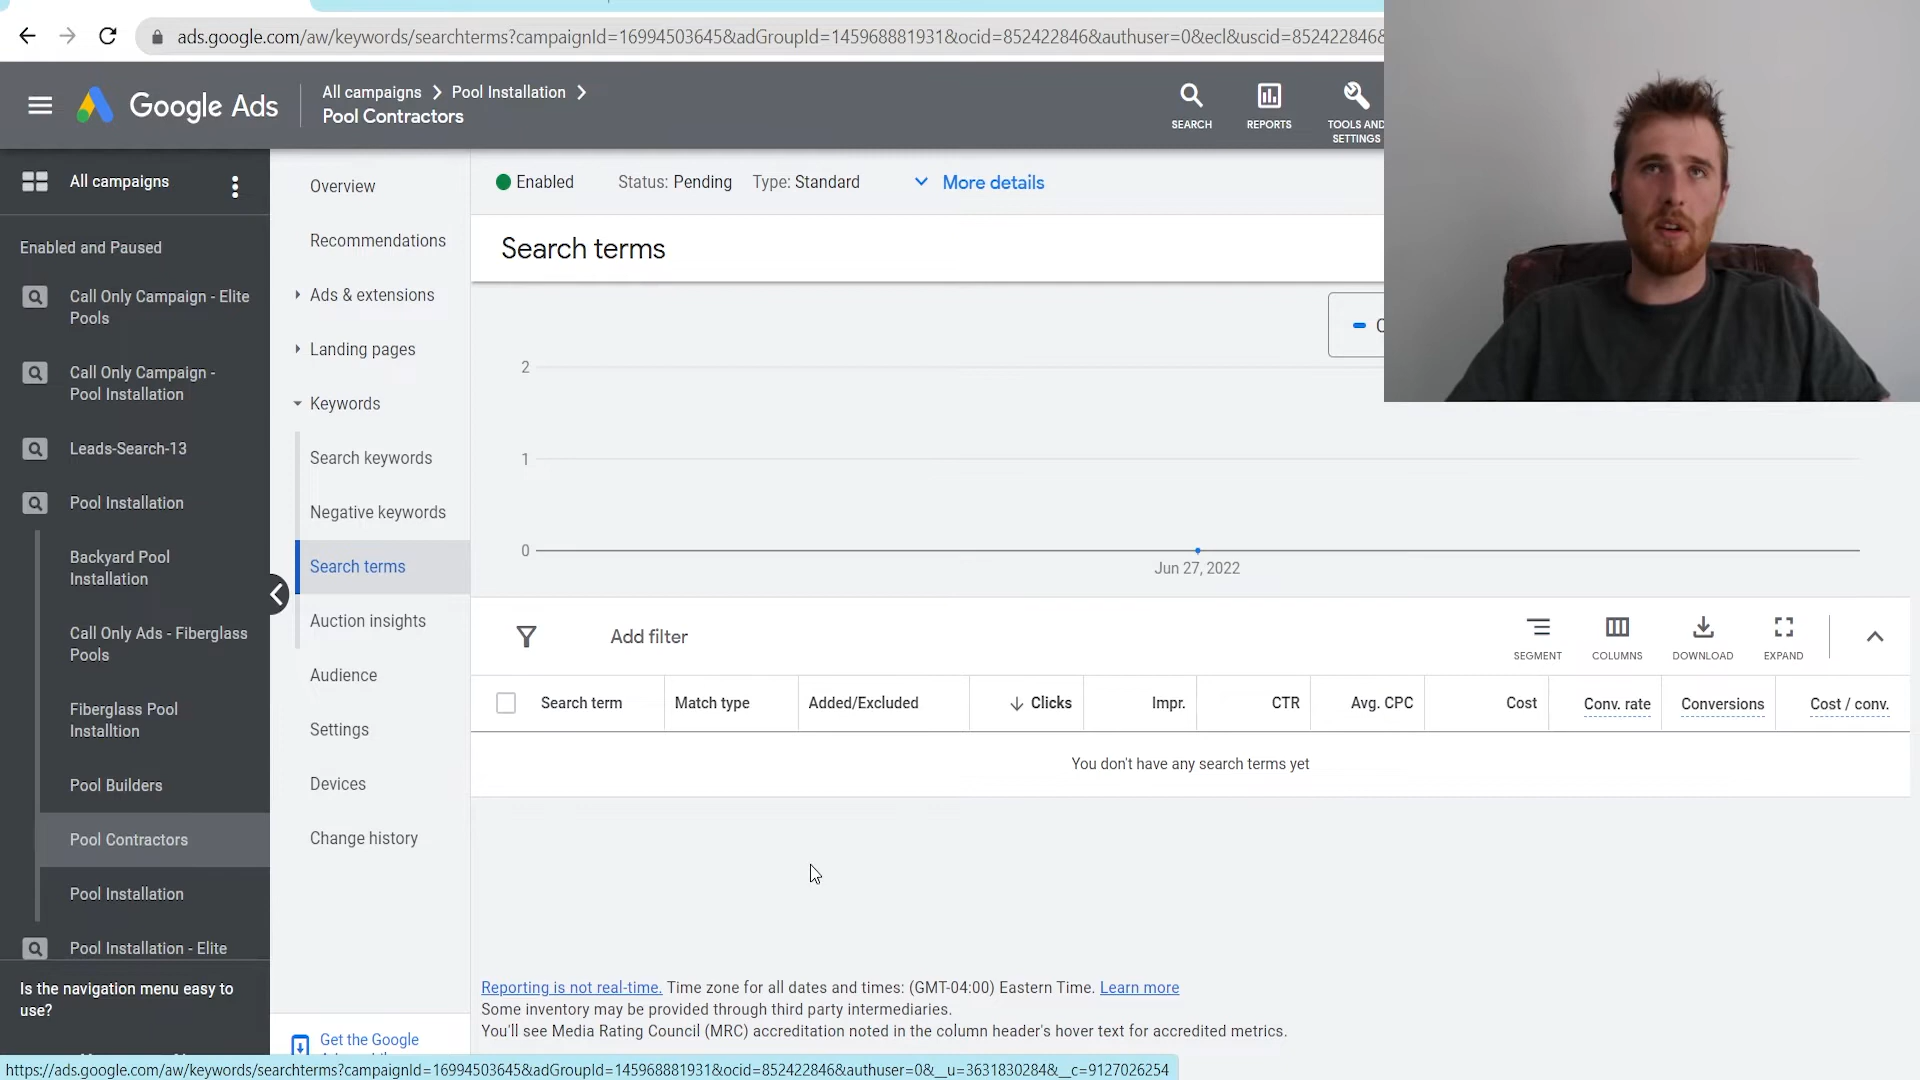 ads.google.com/aw/keywords/searchterms?campaignId=16994503645&adGroupId=145968881931&ocid=852422846&authuser=0&ecl&uscid=852422846&
Google Ads
All campaigns > Pool Installation >
Pool Contractors
SEARCH
REPORTS
TOOLS AND
SETTINGS
All campaigns
Enabled and Paused
Call Only Campaign - Elite
Pools
Call Only Campaign -
Pool Installation
Leads-Search-13
Pool Installation
Backyard Pool
Installation
Call Only Ads - Fiberglass
Pools
Fiberglass Pool
Installtion
Pool Builders
Pool Contractors
Pool Installation
Pool Installation - Elite
Is the navigation menu easy to
use?
Overview
Recommendations
Ads & extensions
Landing pages
Keywords
Search keywords
Negative keywords
Search terms
Auction insights
Audience
Settings
Devices
Change history
Get the Google
Enabled
Status: Pending
Type: Standard
More details
Search terms
2
1
0
Jun 27, 2022
Add filter
SEGMENT
COLUMNS
DOWNLOAD
EXPAND
Search term
Match type
Added/Excluded
Clicks
Impr.
CTR
Avg. CPC
Cost
Conv. rate
Conversions
Cost / conv.
You don't have any search terms yet
Reporting is not real-time. Time zone for all dates and times: (GMT-04:00) Eastern Time. Learn more
Some inventory may be provided through third party intermediaries.
You'll see Media Rating Council (MRC) accreditation noted in the column header's hover text for accredited metrics.
https://ads.google.com/aw/keywords/searchterms?campaignId=16994503645&adGroupId=145968881931&ocid=852422846&authuser=0&__u=3631830284&__c=9127026254